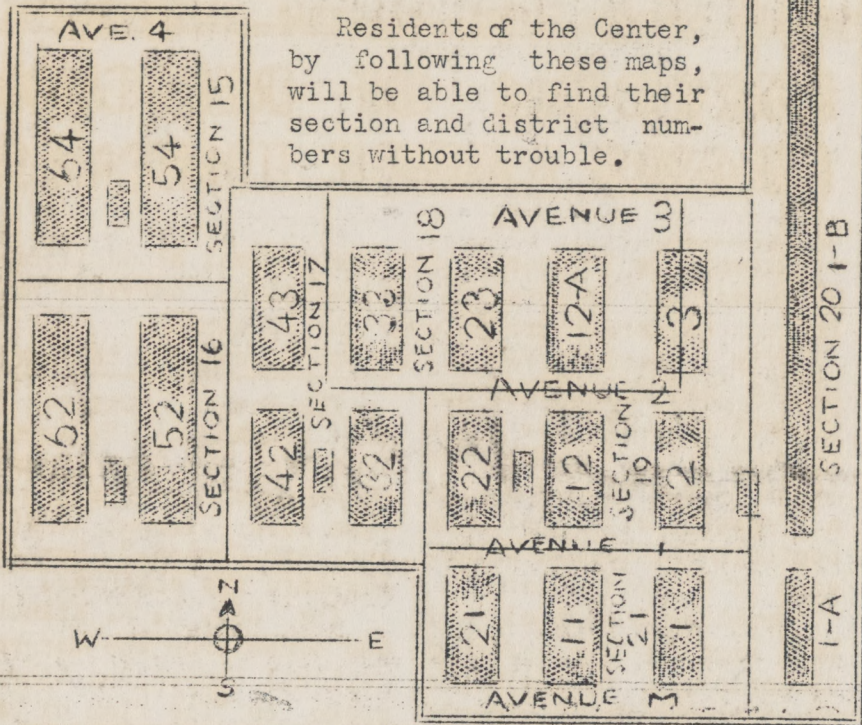 Residents of the Center,
by following these maps,
will be able to find their
section and district num-
bers without trouble.
AVE. 4
64
54
SECTION 15
62
52
SECTION 16
AVENUE 3
43
SECTION 17
33
SECTION 18
23
12-A
3
AVENUE 2
42
32
22
12
SECTION
19
2
AVENUE 1
21
11
SECTION
21
1
AVENUE M
SECTION 20 1-B
1-A
N
W
E
S